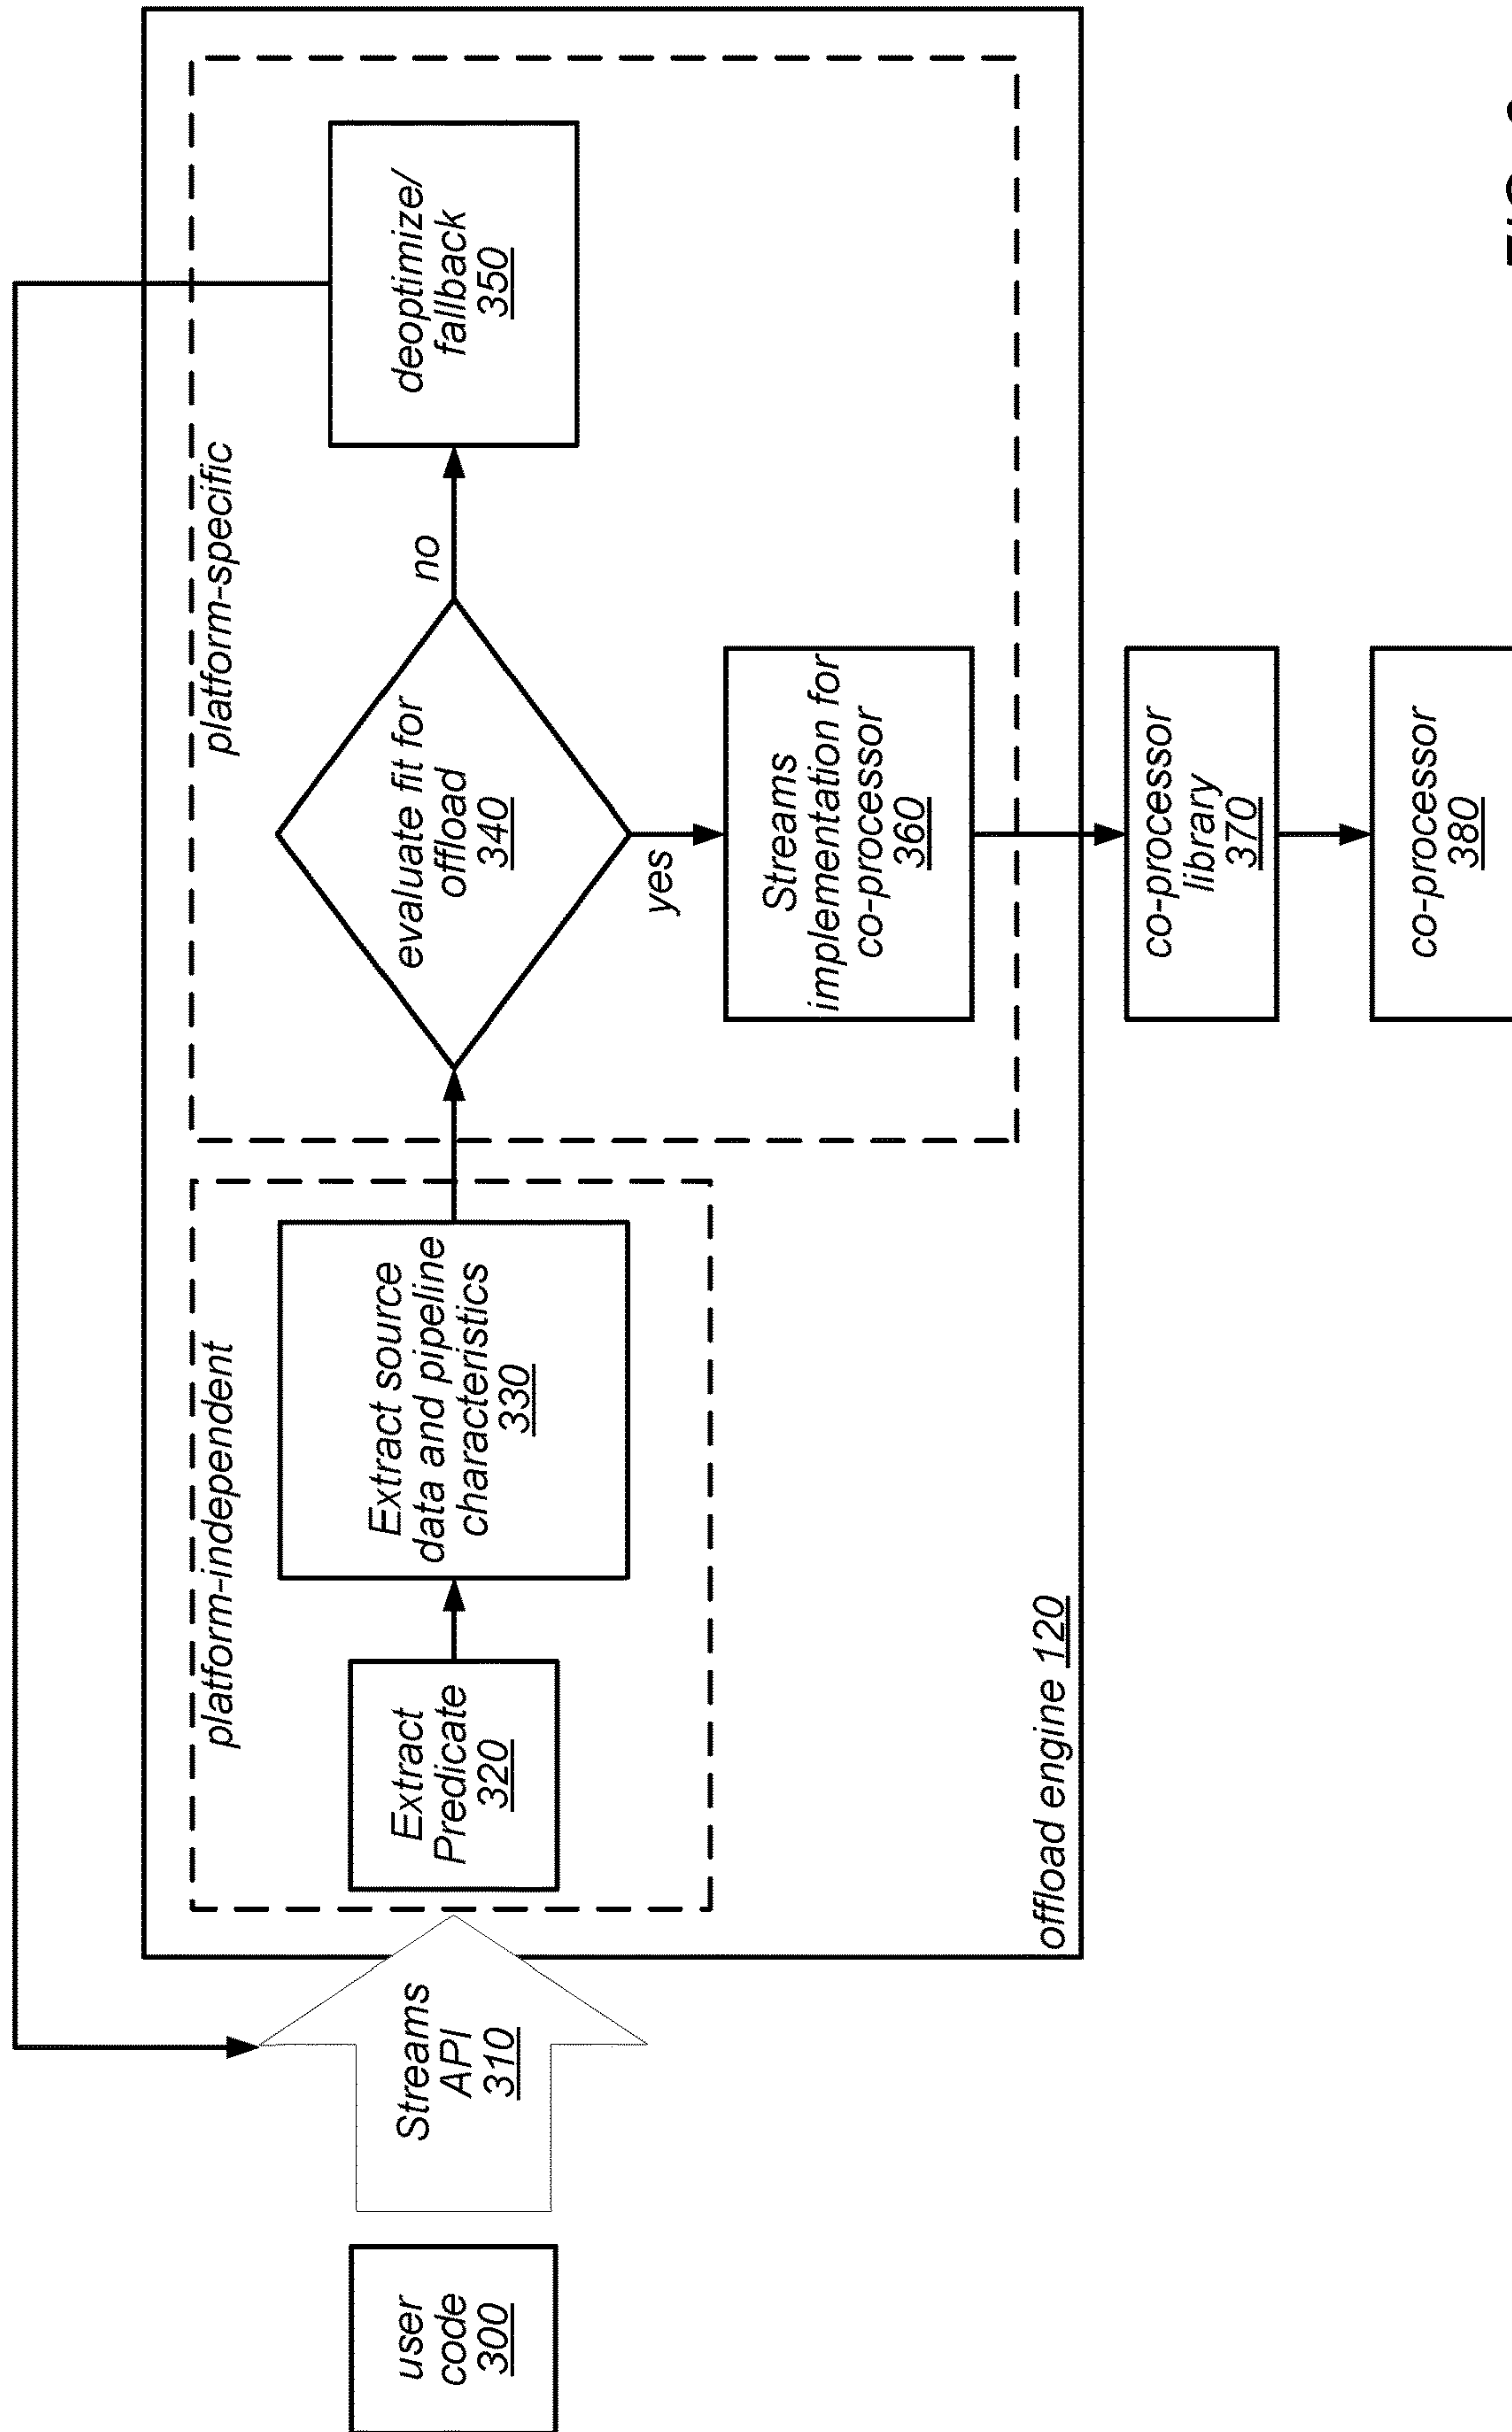 user
code
300
Streams
API
310
platform-independent
Extract
Predicate
320
Extract source
data and pipeline
characteristics
330
platform-specific
evaluate fit for
offload
340
no
deoptimize/
fallback
350
yes
Streams
implementation for
co-processor
360
offload engine 120
co-processor
library
370
co-processor
380
FIG.